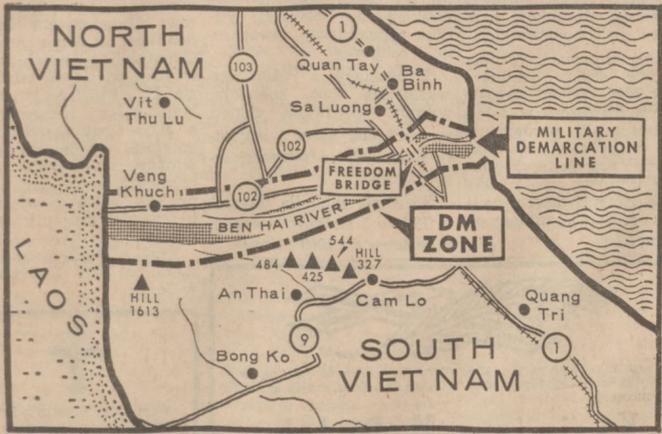 NORTH
VIET NAM
103
1
Quan Tay
Ba
Binh
Vit
Thu Lu
Sa Luong
102
MILITARY
DEMARCATION
LINE
FREEDOM
BRIDGE
Veng
Khuch
102
BEN HAI RIVER
DM
ZONE
LAOS
544
484
425
HILL
327
HILL
1613
An Thai
Cam Lo
Quang
Tri
9
1
Bong Ko
SOUTH
VIET NAM